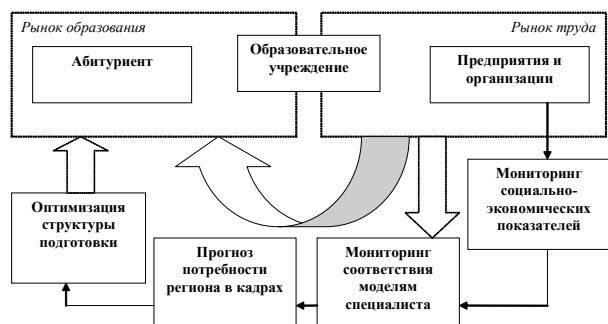 Рынок образования
Абитуриент
Образовательное
учреждение
Рынок труда
Предприятия и
организации
Мониторинг
социально-
экономических
показателей
Оптимизация
структуры
подготовки
Прогноз
потребности
региона в кадрах
Мониторинг
соответствия
моделям
специалиста